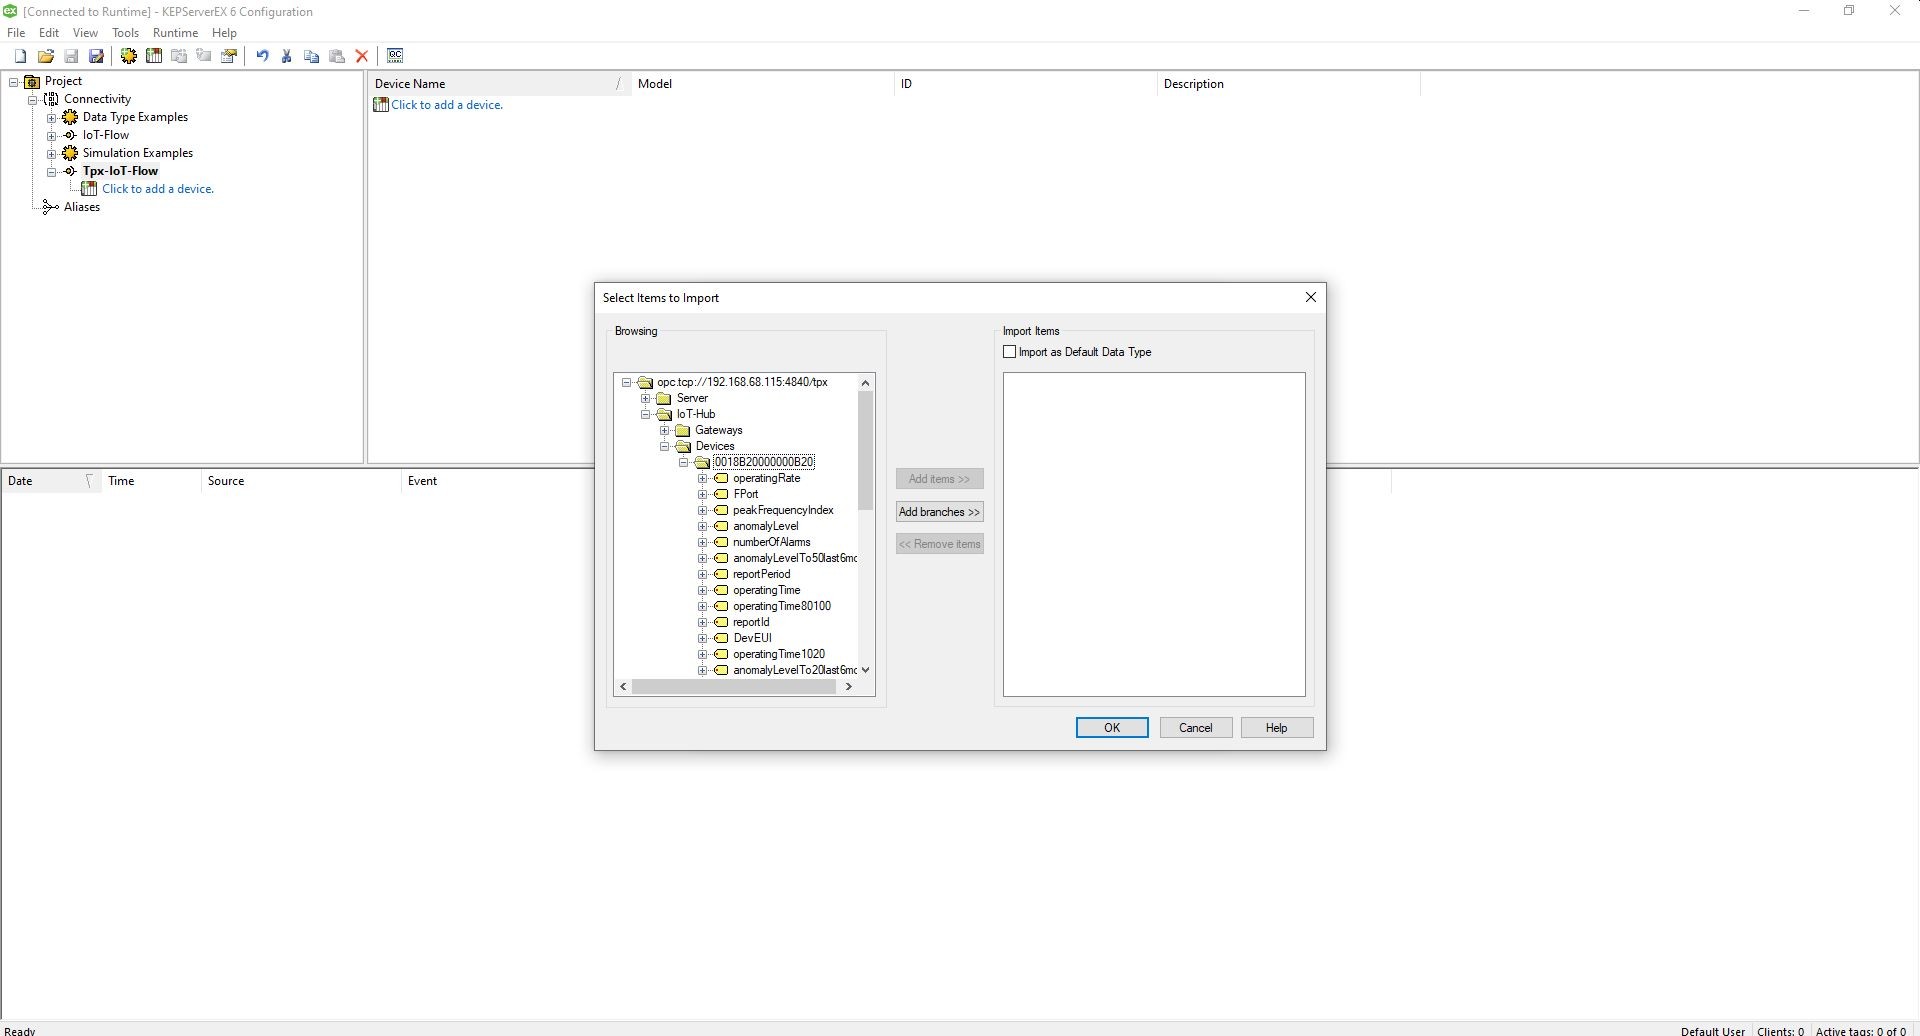 [Connected to Runtime] - KEPServerEX 6 Configuration
File Edit View Tools Runtime Help
Project
Connectivity
Data Type Examples
IoT-Flow
Simulation Examples
Tpx-IoT-Flow
Click to add a device.
Aliases
Device Name Model ID Description
Click to add a device.
Select Items to Import
Browsing
opc.tcp://192.168.68.115:4840/tpx
Server
IoT-Hub
Gateways
Devices
0018B20000000B20
operatingRate
FPort
peakFrequencyIndex
anomalyLevel
numberOfAlarms
anomalyLevelTo50last6mo
reportPeriod
operatingTime
operatingTime80100
reportId
DevEUI
operatingTime1020
anomalyLevelTo20last6mo
Add items >>
Add branches >>
<< Remove items
Import Items
Import as Default Data Type
OK Cancel Help
Date Time Source Event
Ready Default User Clients: 0 Active tags: 0 of 0